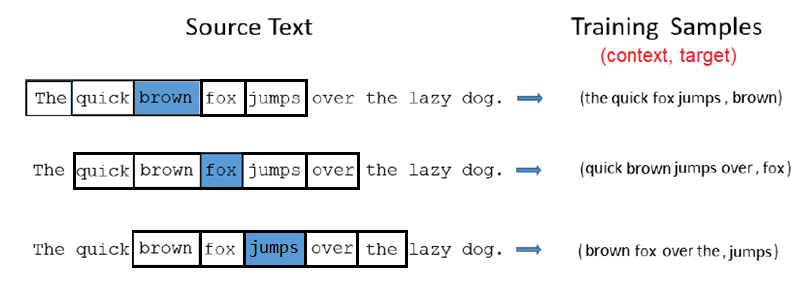 Source Text
Training Samples
(context, target)
The quick brown fox jumps over the lazy dog.
(the quick fox jumps , brown)
The quick brown fox jumps over the lazy dog.
(quick brown jumps over , fox)
The quick brown fox jumps over the lazy dog.
( brown fox over the , jumps)